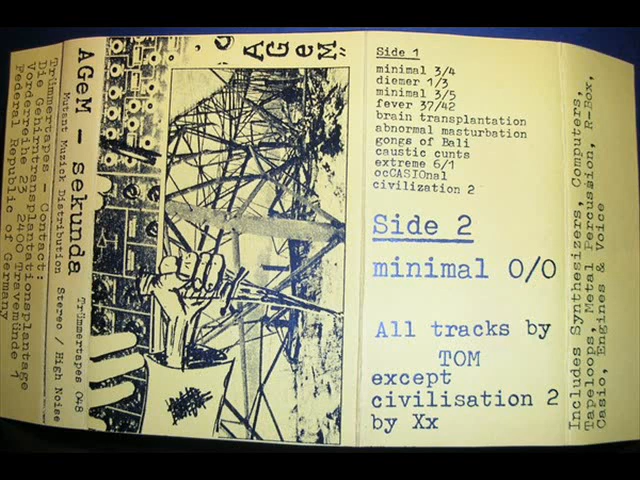 Trümmertapes - Contact:
Die Gehirntransplantationsplantage
Vorderreihe 23 2400 Travemünde 1
Federal Republic of Germany
AGeM - sekunda
Mutant Muzick Distribution Stereo / High Noise
Trümmertapes 048
AGeM
Side 1
minimal 3/4
diemer 1/3
minimal 3/5
fever 37/42
brain transplantation
abnormal masturbation
gongs of Bali
caustic cunts
extreme 6/1
ocCASIOnal
civilization 2
Side 2
minimal 0/0
All tracks by
TOM
except
civilisation 2
by Xx
Includes Synthesizers, Computers,
Tapeloops, Metal Percussion, R-Box,
Casio, Engines & Voice